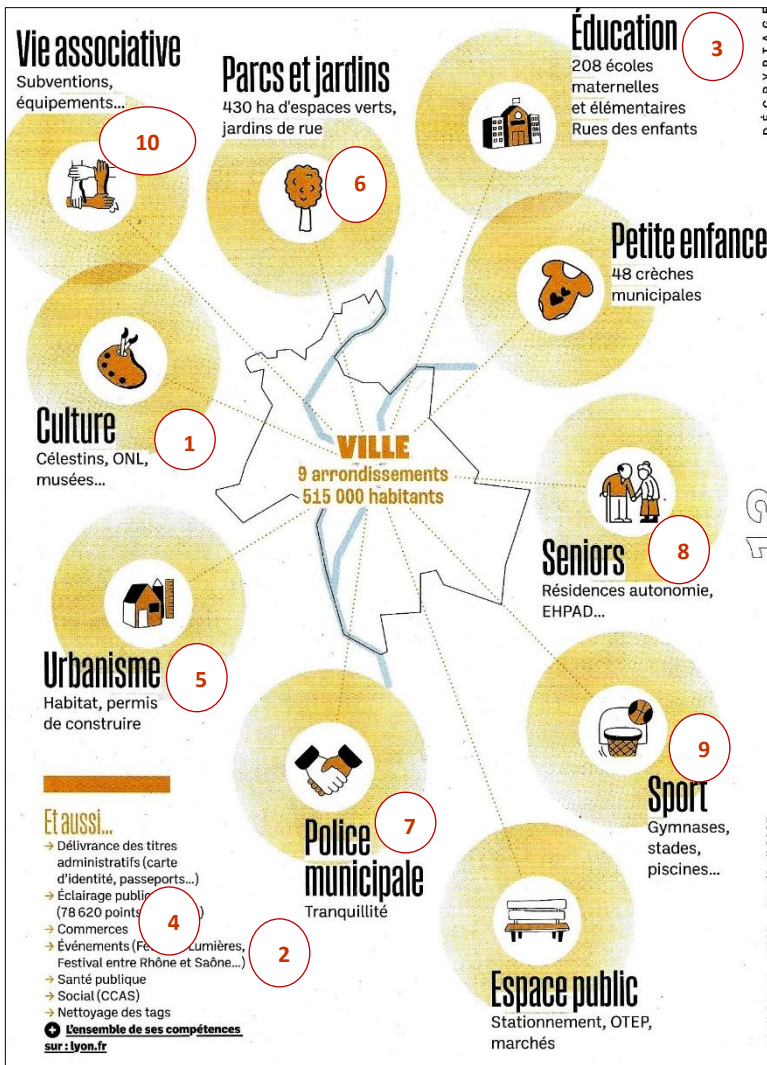 Vie associative
Subventions,
équipements...
10
Parcs et jardins
430 ha d'espaces verts,
jardins de rue
6
Éducation
3
208 écoles
maternelles
et élémentaires
Rues des enfants
DÉCRYPTAGE
Petite enfance
48 crèches
municipales
Culture
1
Célestins, ONL,
musées...
VILLE
9 arrondissements
515 000 habitants
Seniors
8
Résidences autonomie,
EHPAD...
Urbanisme
5
Habitat, permis
de construire
Police
municipale
7
Tranquillité
9
Sport
Gymnases,
stades,
piscines...
Espace public
Stationnement, OTEP,
marchés
Et aussi...
→ Délivrance des titres
administratifs (carte
d'identité, passeports...)
→ Éclairage
(78 620
4
→ Commerces
→ Événements Lumières,
Festival entre Rhône et Saône...)
2
→ Santé publique
→ Social (CCAS)
→ Nettoyage des tags
+ L'ensemble de ses compétences
sur : lyon.fr